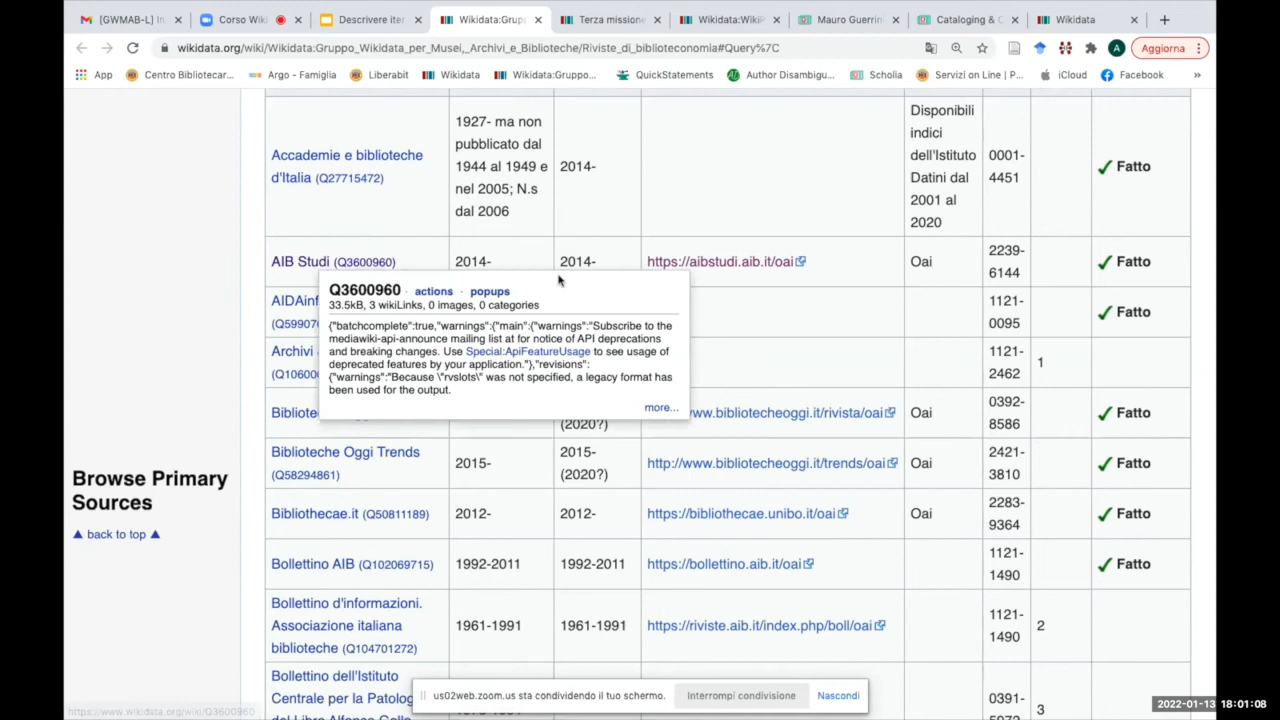 [GWMAB-L] In
Corso Wiki
Descrivere iter
Wikidata:Grup
Terza missione
Wikidata:Wikie
Mauro Guerrin
Cataloging & C
Wikidata
wikidata.org/wiki/Wikidata:Gruppo_Wikidata_per_Musei,_Archivi_e_Biblioteche/Riviste_di_biblioteconomia#Query%7C
A
Aggiorna
App
Centro Bibliotecar...
Argo - Famiglia
Liberabit
Wikidata
Wikidata:Gruppo...
QuickStatements
Author Disambigu...
Scholia
Servizi on Line | P...
iCloud
Facebook
»
Accademie e biblioteche
d'Italia (Q27715472)
1927- ma non
pubblicato dal
1944 al 1949 e
nel 2005; N.s
dal 2006
2014-
Disponibili
indici
dell'Istituto
Datini dal
2001 al
2020
0001-
4451
Fatto
AIB Studi (Q3600960)
2014-
2014-
https://aibstudi.aib.it/oai
Oai
2239-
6144
Fatto
Q3600960 · actions · popups
33.5kB, 3 wikiLinks, 0 images, 0 categories
{"batchcomplete":true,"warnings":{"main":{"warnings":"Subscribe to the
mediawiki-api-announce mailing list at for notice of API deprecations
and breaking changes. Use Special:ApiFeatureUsage to see usage of
deprecated features by your application."},"revisions":
{"warnings":"Because \"rvslots\" was not specified, a legacy format has
been used for the output.
more...
AIDAinf
(Q59907
1121-
0095
Fatto
Archivi
(Q10600
1121-
2462
1
Bibliote
(2020?)
www.bibliotecheoggi.it/rivista/oai
Oai
0392-
8586
Fatto
Biblioteche Oggi Trends
(Q58294861)
2015-
2015-
(2020?)
http://www.bibliotecheoggi.it/trends/oai
Oai
2421-
3810
Fatto
Bibliothecae.it (Q50811189)
2012-
2012-
https://bibliothecae.unibo.it/oai
Oai
2283-
9364
Fatto
Bollettino AIB (Q102069715)
1992-2011
1992-2011
https://bollettino.aib.it/oai
1121-
1490
Fatto
Bollettino d'informazioni.
Associazione italiana
biblioteche (Q104701272)
1961-1991
1961-1991
https://riviste.aib.it/index.php/boll/oai
1121-
1490
2
Bollettino dell'Istituto
Centrale per la Patolog
0391-
3
Browse Primary
Sources
▲ back to top ▲
us02web.zoom.us sta condividendo il tuo schermo.
Interrompi condivisione
Nascondi
https://www.wikidata.org/wiki/Q3600960
2022-01-13 18:01:08